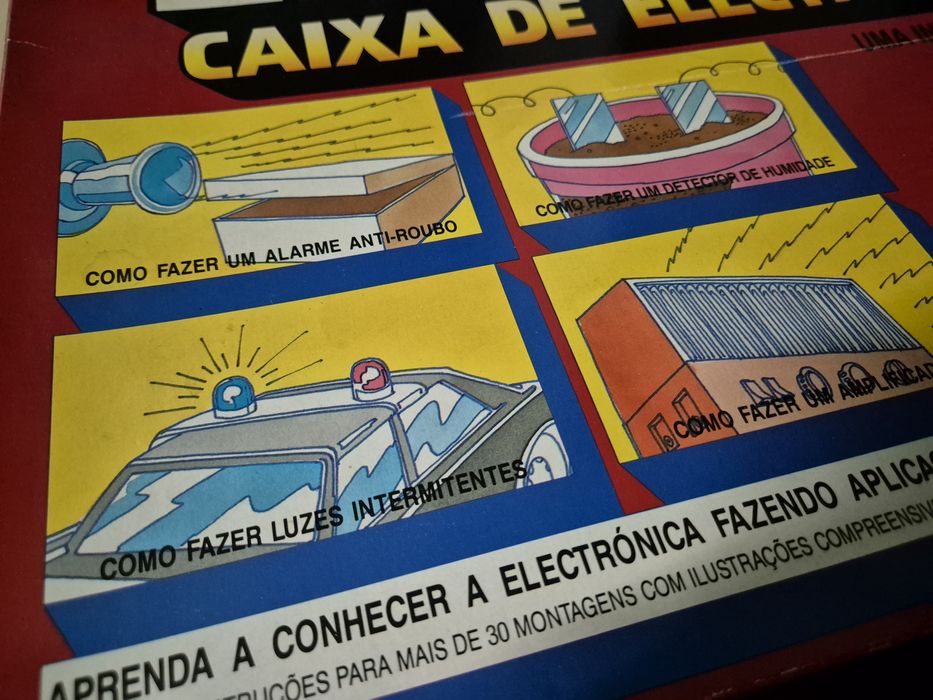 CAIXA DE
UMA
COMO FAZER UM ALARME ANTI-ROUBO
COMO FAZER UM DETECTOR DE HUMIDADE
COMO FAZER LUZES INTERMITENTES
COMO FAZER UM
APRENDA A CONHECER A ELECTRÓNICA FAZENDO
PARA MAIS DE 30 MONTAGENS COM ILUSTRAÇÕES